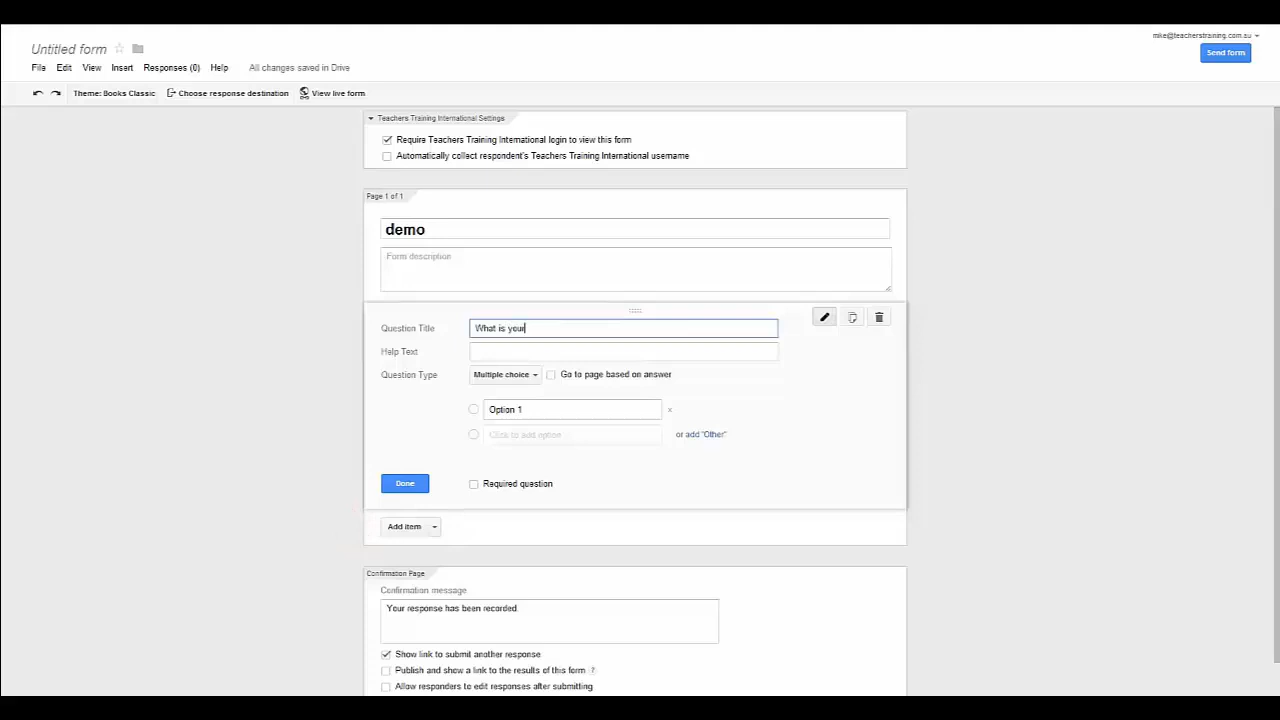 Untitled form
mike@teacherstraining.com.au
File Edit View Insert Responses (0) Help All changes saved in Drive
Send form
Theme: Books Classic Choose response destination View live form
Teachers Training International Settings
Require Teachers Training International login to view this form
Automatically collect respondent's Teachers Training International username
Page 1 of 1
demo
Form description
Question Title What is your
Help Text
Question Type Multiple choice Go to page based on answer
Option 1 x
Click to add option or add "Other"
Done Required question
Add item
Confirmation Page
Confirmation message
Your response has been recorded.
Show link to submit another response
Publish and show a link to the results of this form ?
Allow responders to edit responses after submitting